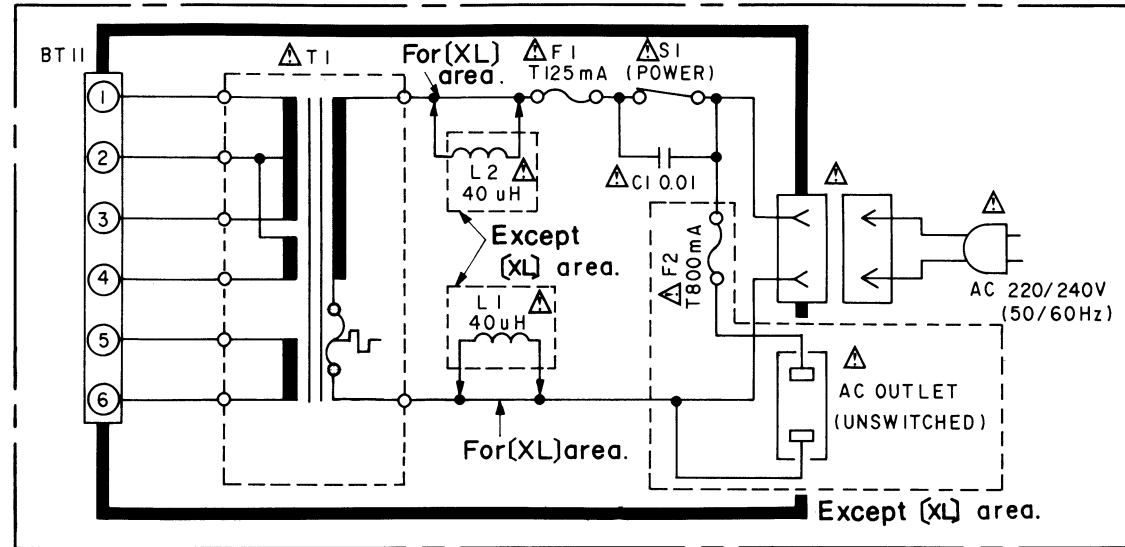 BT11
1
2
3
4
5
6
T1
For [XL]
area.
F1
T125mA
S1
(POWER)
L2
40 uH
C1 0.01
Except
[XL] area.
L1
40uH
For [XL] area.
F2
T800mA
AC 220/240V
(50/60Hz)
AC OUTLET
(UNSWITCHED)
Except [XL] area.